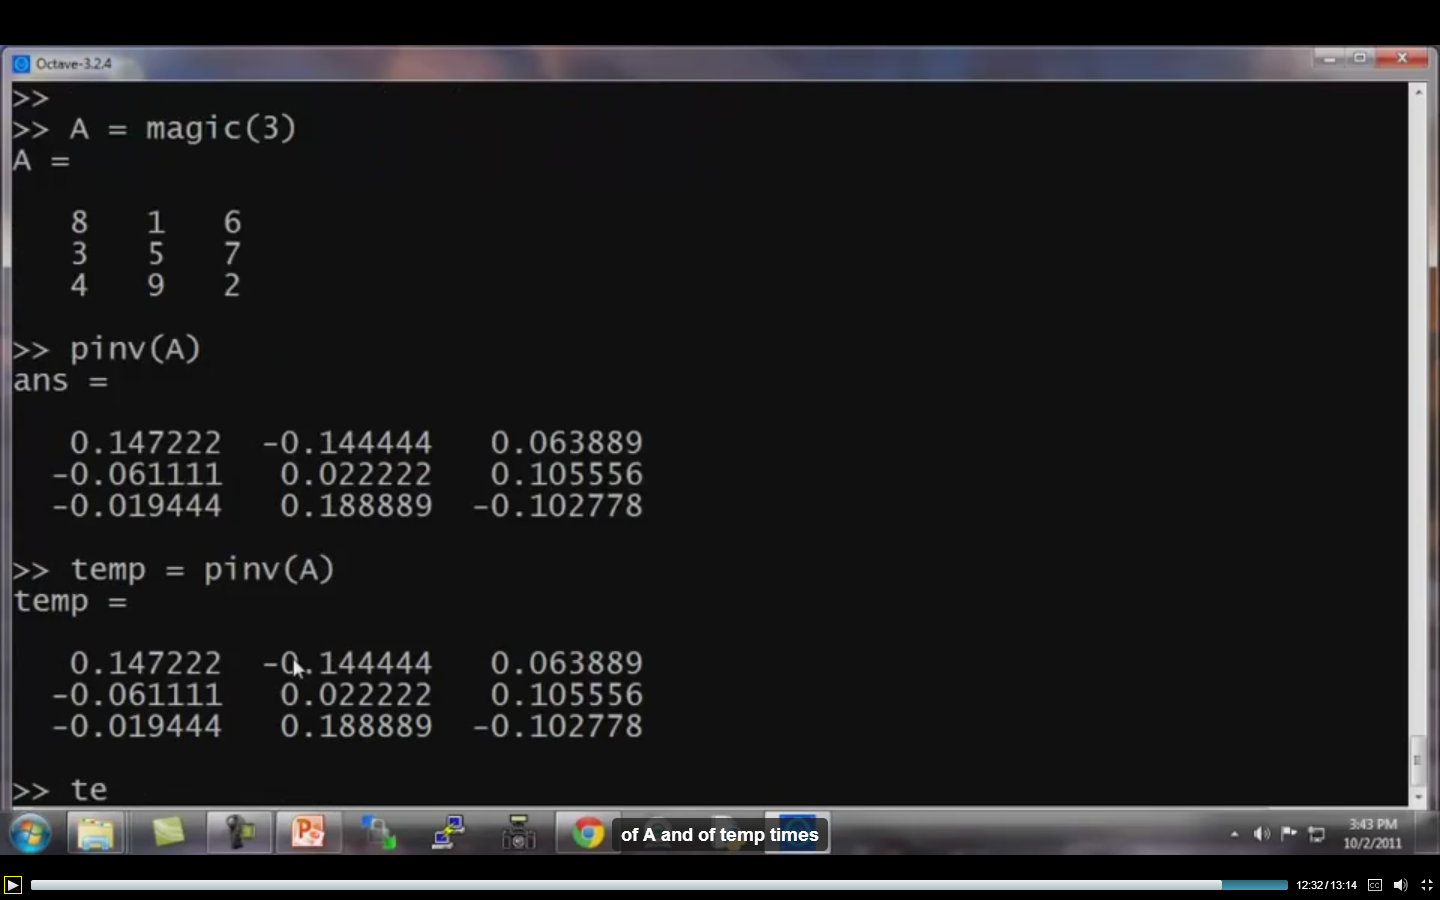 Octave-3.2.4
>>
>> A = magic(3)
A =
8 1 6
3 5 7
4 9 2
>> pinv(A)
ans =
0.147222 -0.144444 0.063889
-0.061111 0.022222 0.105556
-0.019444 0.188889 -0.102778
>> temp = pinv(A)
temp =
0.147222 -0.144444 0.063889
-0.061111 0.022222 0.105556
-0.019444 0.188889 -0.102778
>> te
of A and of temp times
3:43 PM
10/2/2011
12:32/13:14
CC